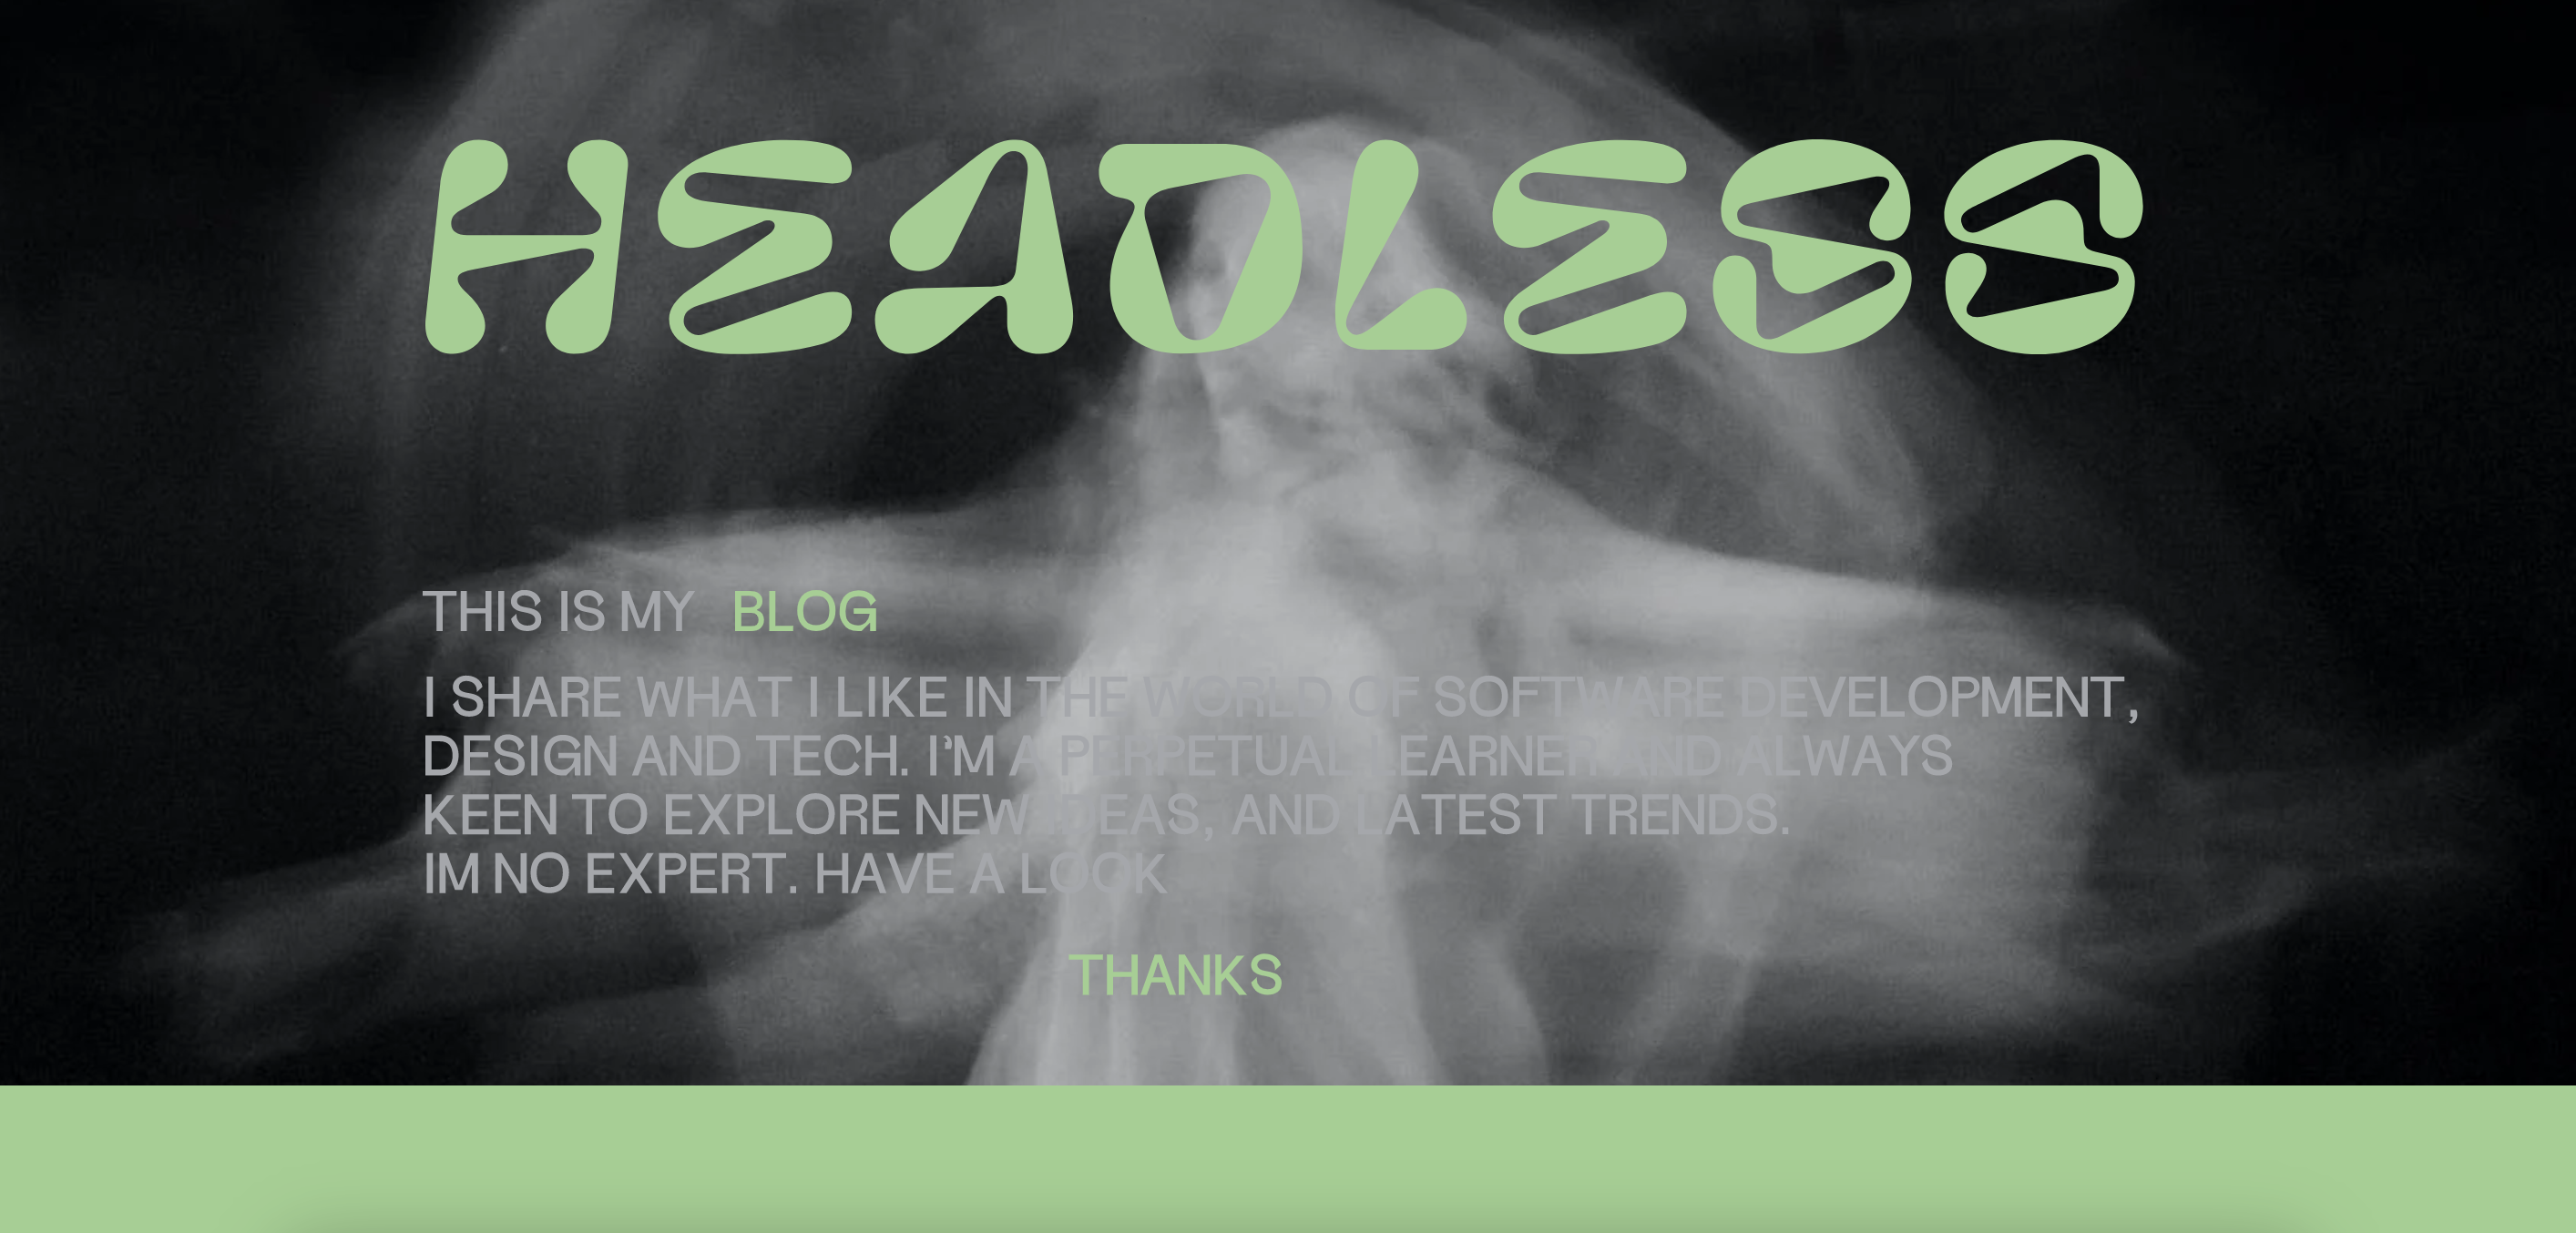 HEADLESS
THIS IS MY BLOG
I SHARE WHAT I LIKE IN THE WORLD OF SOFTWARE DEVELOPMENT,
DESIGN AND TECH. I'M A PERPETUAL LEARNER AND ALWAYS
KEEN TO EXPLORE NEW IDEAS, AND LATEST TRENDS.
IM NO EXPERT. HAVE A LOOK
THANKS